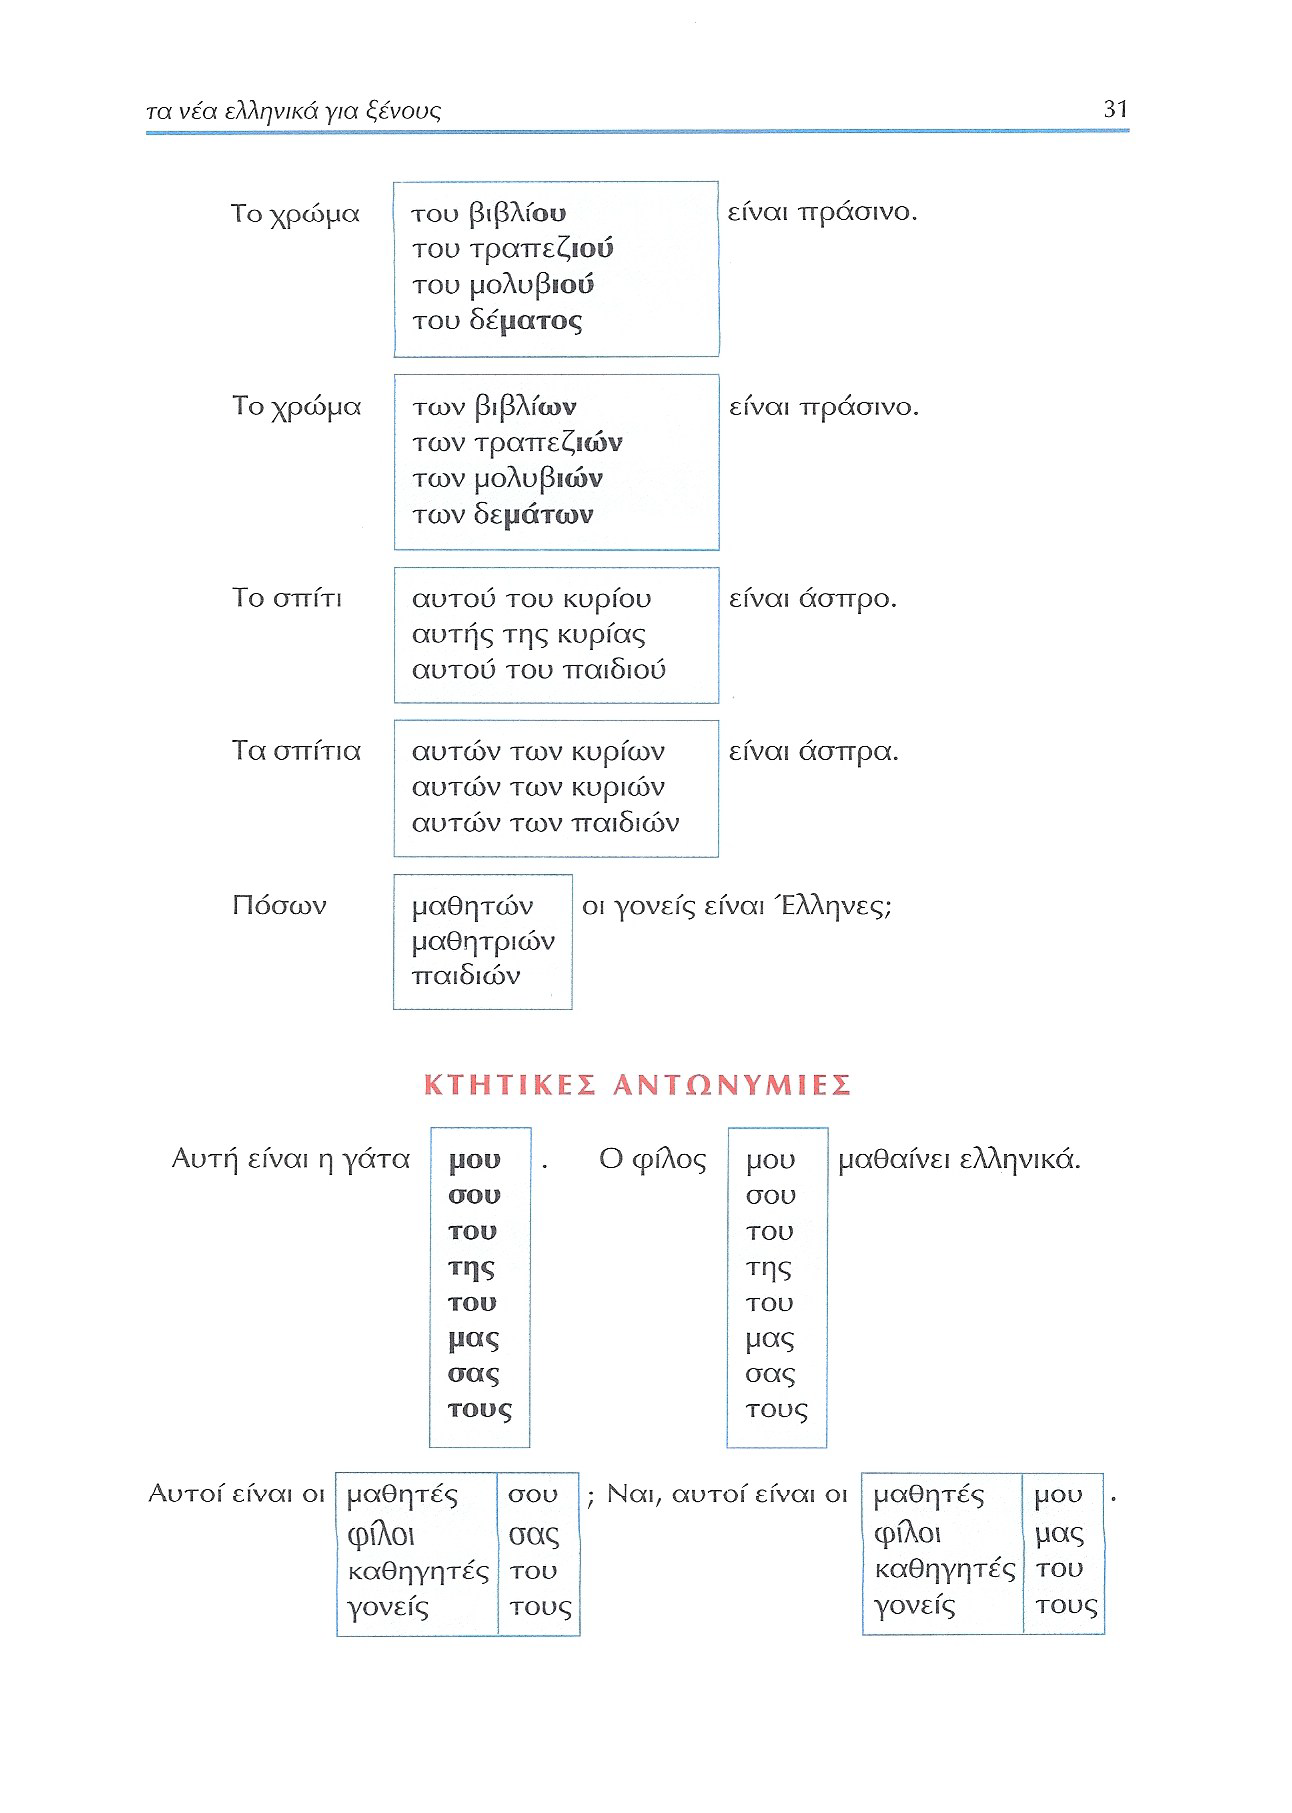 τα νέα ελληνικά για ξένους 31
Το χρώμα του βιβλίου είναι πράσινο.
του τραπεζιού
του μολυβιού
του δέματος
Το χρώμα των βιβλίων είναι πράσινο.
των τραπεζιών
των μολυβιών
των δεμάτων
Το σπίτι αυτού του κυρίου είναι άσπρο.
αυτής της κυρίας
αυτού του παιδιού
Τα σπίτια αυτών των κυρίων είναι άσπρα.
αυτών των κυριών
αυτών των παιδιών
Πόσων μαθητών οι γονείς είναι Έλληνες;
μαθητριών
παιδιών
ΚΤΗΤΙΚΕΣ ΑΝΤΩΝΥΜΙΕΣ
Αυτή είναι η γάτα μου . Ο φίλος μου μαθαίνει ελληνικά.
σου σου
του του
της της
του του
μας μας
σας σας
τους τους
Αυτοί είναι οι μαθητές σου ; Ναι, αυτοί είναι οι μαθητές μου .
φίλοι σας φίλοι μας
καθηγητές του καθηγητές του
γονείς τους γονείς τους